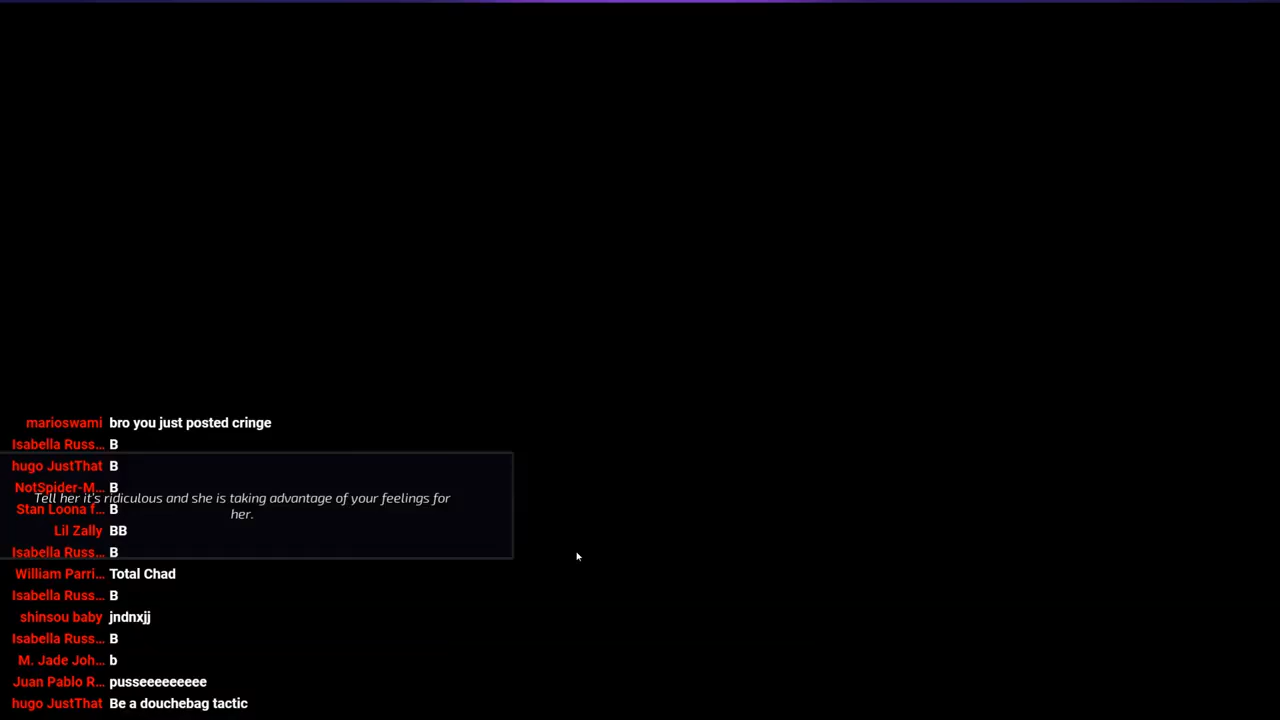 marioswami bro you just posted cringe
Isabella Russ... B
hugo JustThat B
NotSpider-M... B
Tell her it's ridiculous and she is taking advantage of your feelings for
Stan Loona f... B
her.
Lil Zally BB
Isabella Russ... B
William Parri... Total Chad
Isabella Russ... B
shinsou baby jndnxjj
Isabella Russ... B
M. Jade Joh... b
Juan Pablo R... pusseeeeeeeee
hugo JustThat Be a douchebag tactic